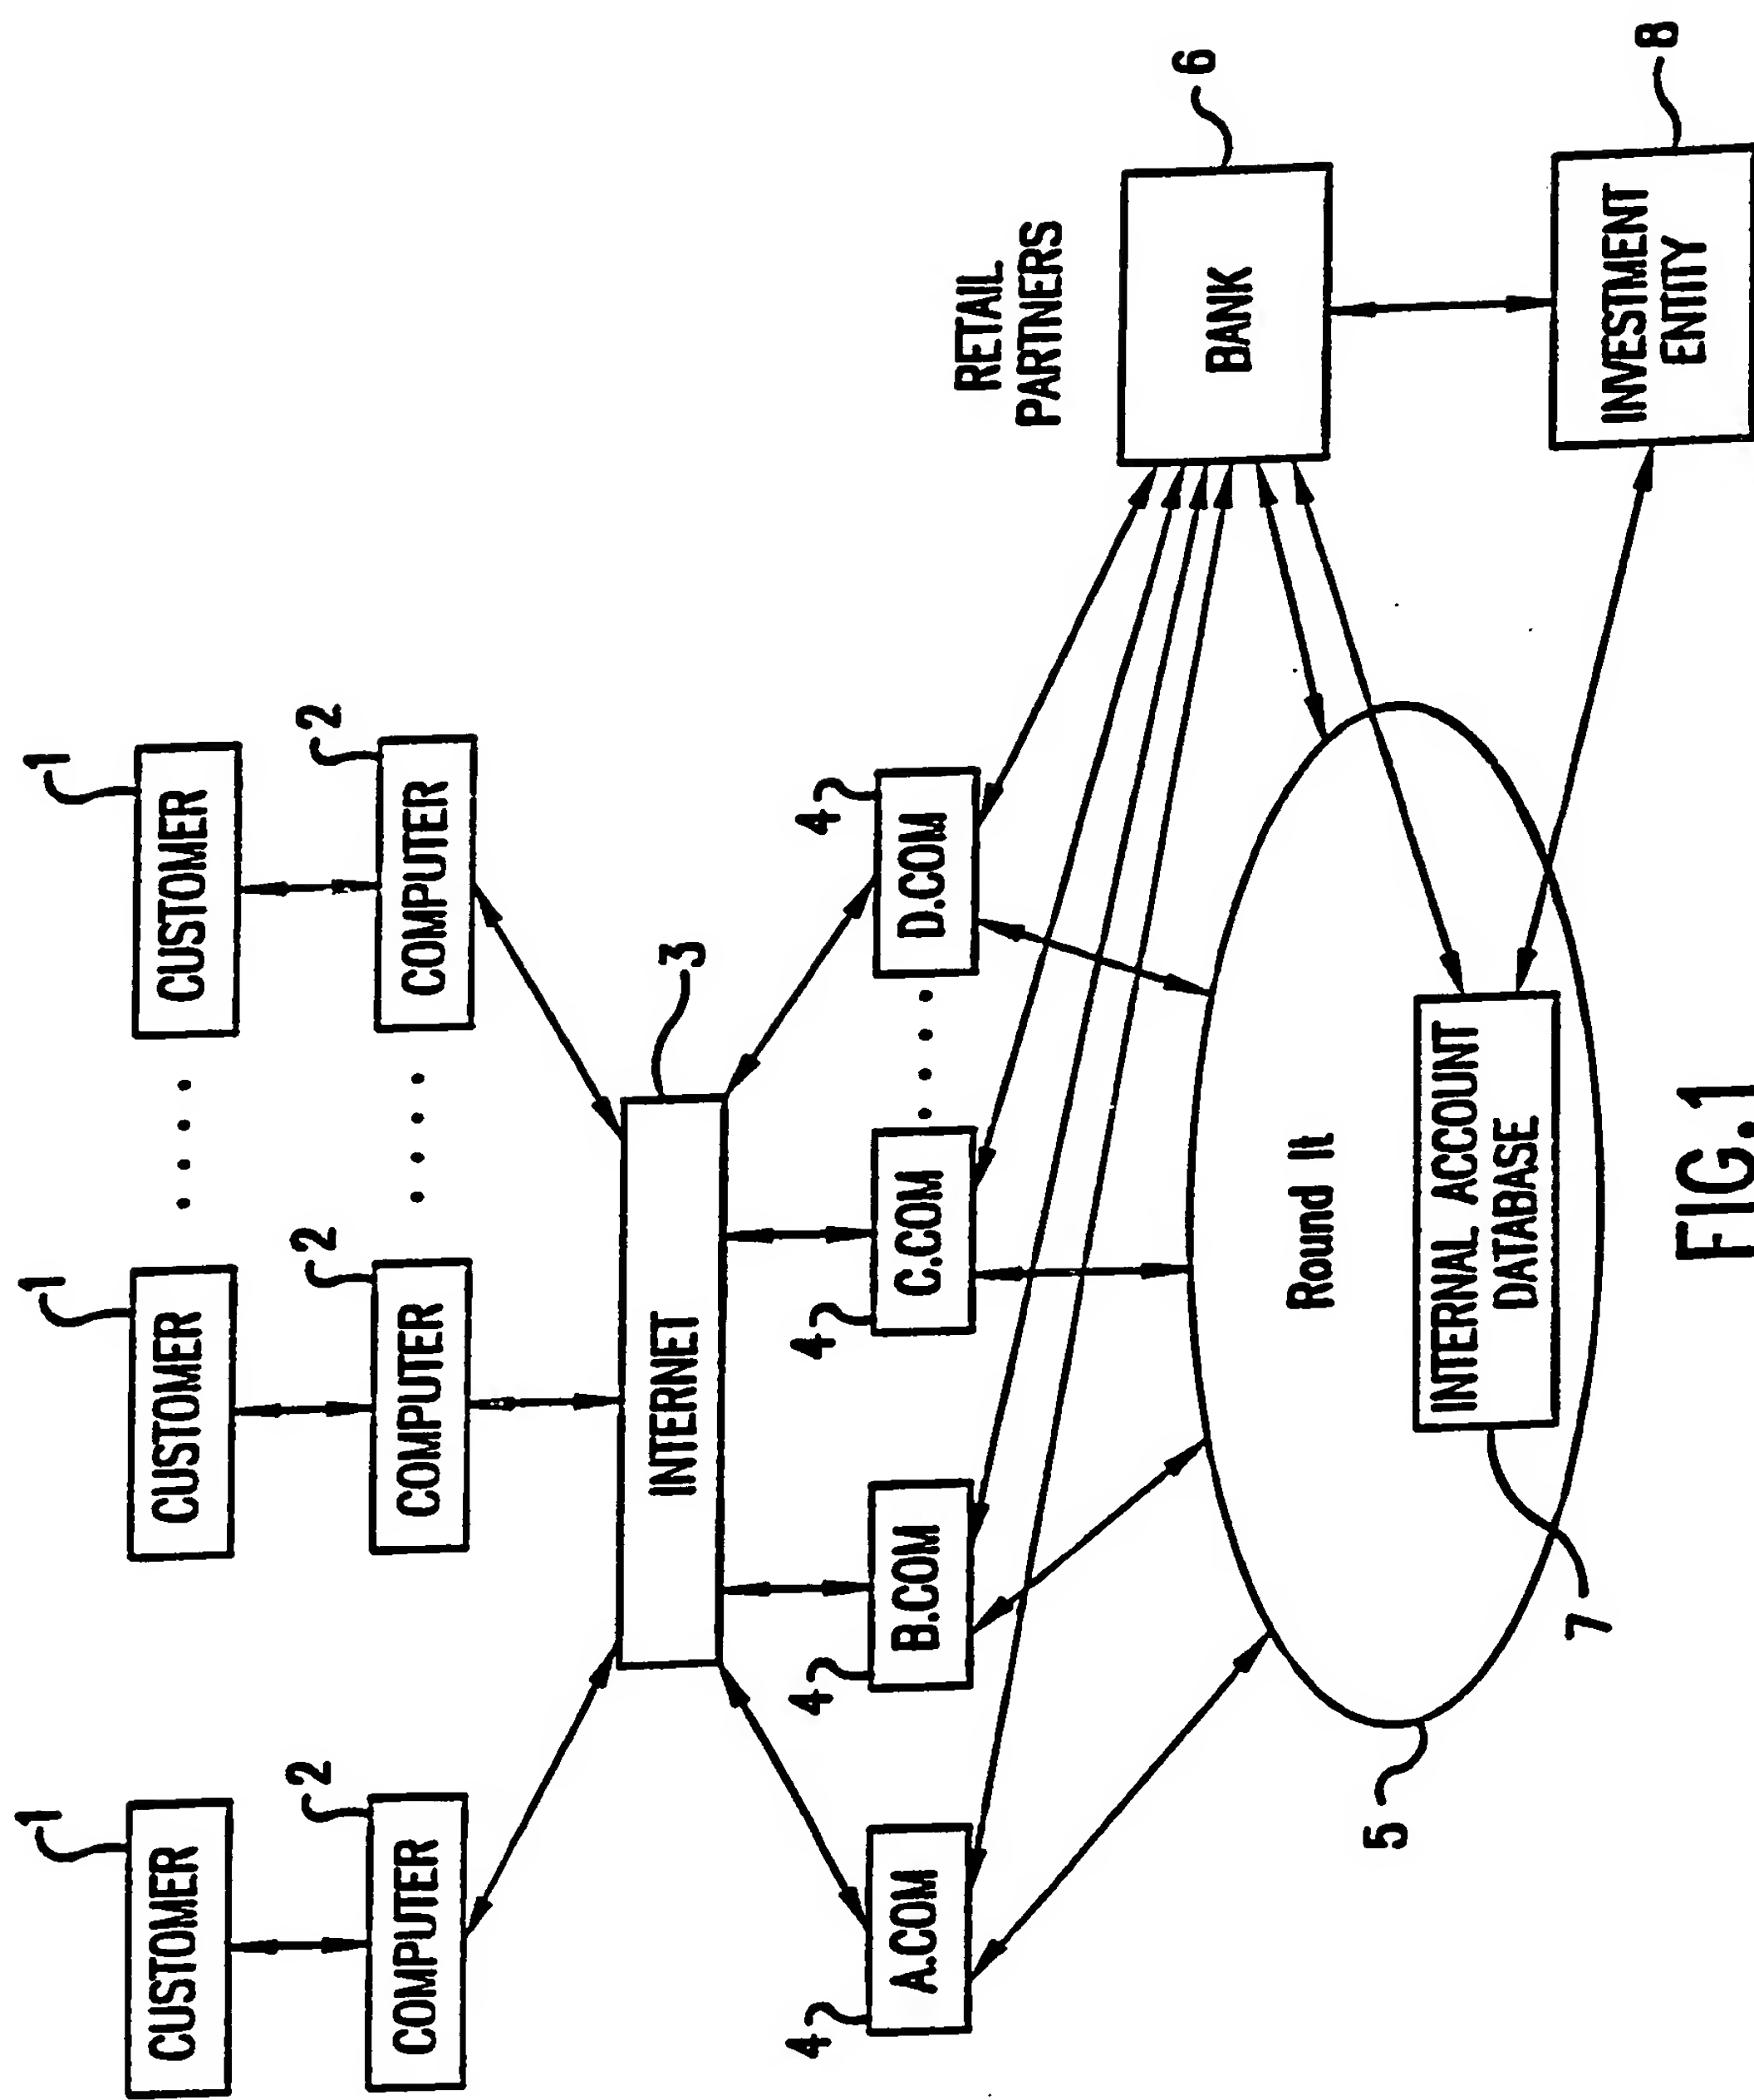 1
1
1
CUSTOMER
CUSTOMER
CUSTOMER
2
2
2
COMPUTER
COMPUTER
COMPUTER
INTERNET
3
4
4
4
4
A.COM
B.COM
C.COM
D.COM
RETAIL
PARTNERS
6
BANK
Round It
5
INTERNAL ACCOUNT
DATABASE
7
8
INVESTMENT
ENTITY
FIG.1